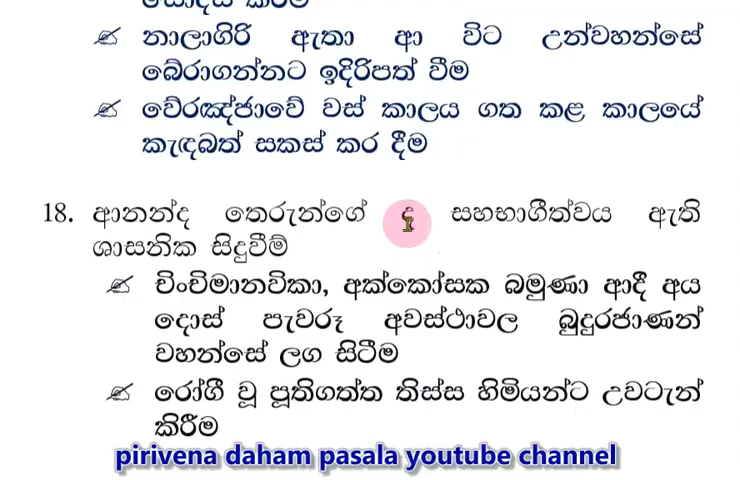 සෝදිසි කිරීම
නාලාගිරි ඇතා ආ විට උන්වහන්සේ
බේරාගන්නට ඉදිරිපත් වීම
වේරඤ්ජාවේ වස් කාලය ගත කළ කාලයේ
කැඳබත් සකස් කර දීම
18. ආනන්ද තෙරුන්ගේ ද සහභාගීත්වය ඇති
ශාසනික සිදුවීම්
චිංචිමානවිකා, අක්කෝසක බමුණා ආදී අය
දොස් පැවරූ අවස්ථාවල බුදුරජාණන්
වහන්සේ ලග සිටීම
රෝගී වූ පූතිගත්ත තිස්ස හිමියන්ට උවටැන්
කිරීම
pirivena daham pasala youtube channel